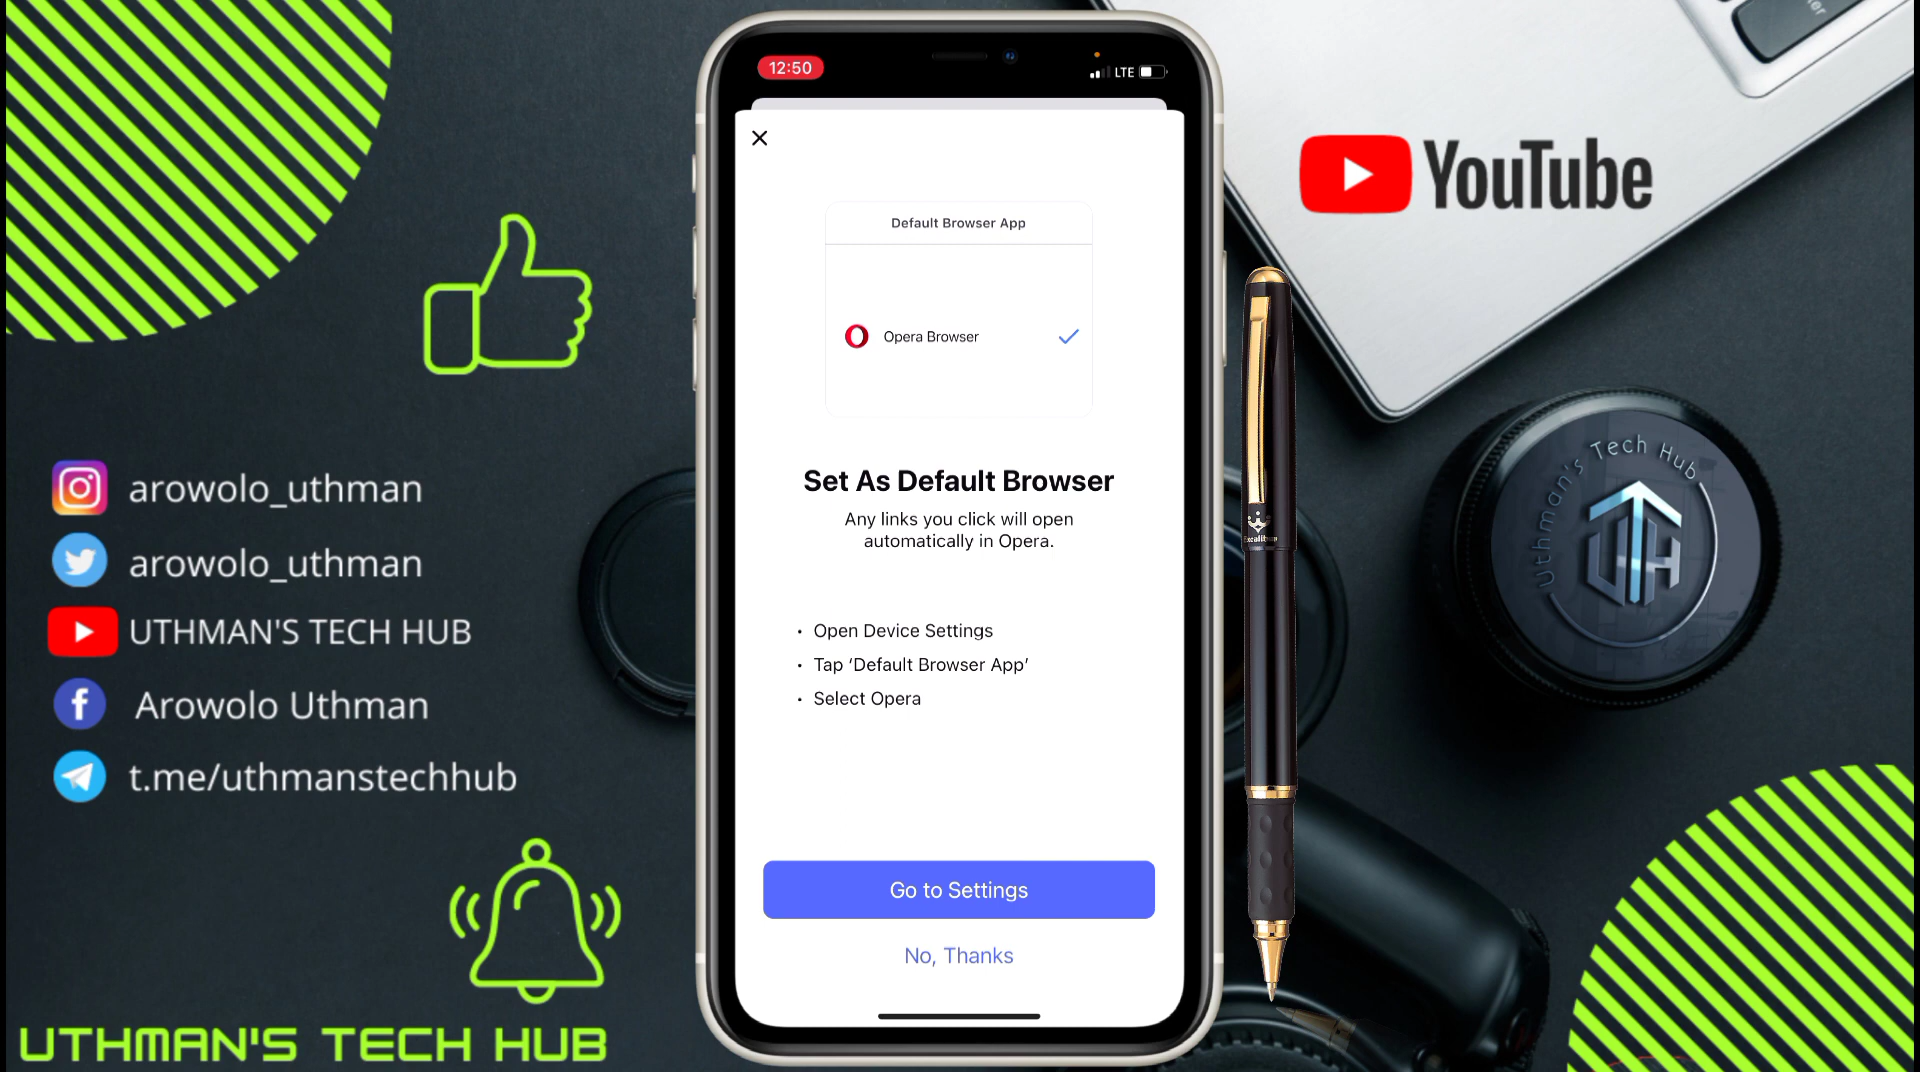 12:50
LTE
YouTube
Default Browser App
Opera Browser
Set As Default Browser
Any links you click will open
automatically in Opera.
• Open Device Settings
• Tap ‘Default Browser App’
• Select Opera
Go to Settings
No, Thanks
arowolo_uthman
arowolo_uthman
UTHMAN'S TECH HUB
Arowolo Uthman
t.me/uthmanstechhub
UTHMAN'S TECH HUB
Uthman's Tech Hub
UTH
Excalibur